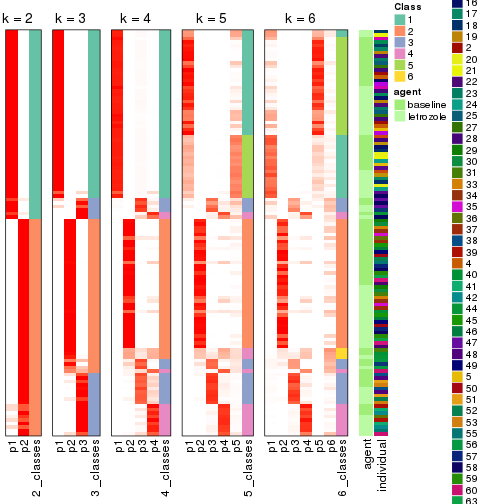 k = 2
k = 3
k = 4
k = 5
k = 6
p1
p2
2_classes
p1
p2
p3
3_classes
p1
p2
p3
p4
4_classes
p1
p2
p3
p4
p5
5_classes
p1
p2
p3
p4
p5
p6
6_classes
agent
individual
Class
1
2
3
4
5
6
agent
baseline
letrozole
16
17
18
19
2
20
21
22
23
24
25
27
28
29
30
31
33
34
35
36
37
38
39
4
40
41
42
44
45
46
47
48
49
5
50
51
52
53
55
56
57
58
59
60
63